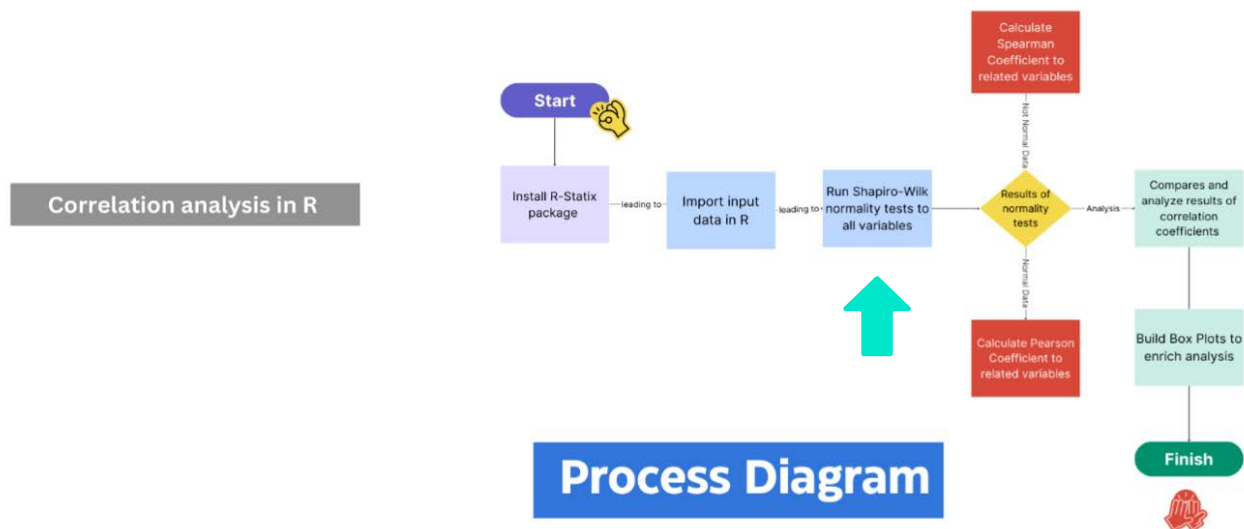 Correlation analysis in R
Start
Install R-Statix
package
leading to
Import input
data in R
leading to
Run Shapiro-Wilk
normality tests to
all variables
Results of
normality
tests
Not Normal Data
Calculate
Spearman
Coefficient to
related variables
Normal Data
Calculate Pearson
Coefficient to
related variables
Analysis
Compares and
analyze results of
correlation
coefficients
Build Box Plots to
enrich analysis
Finish
Process Diagram